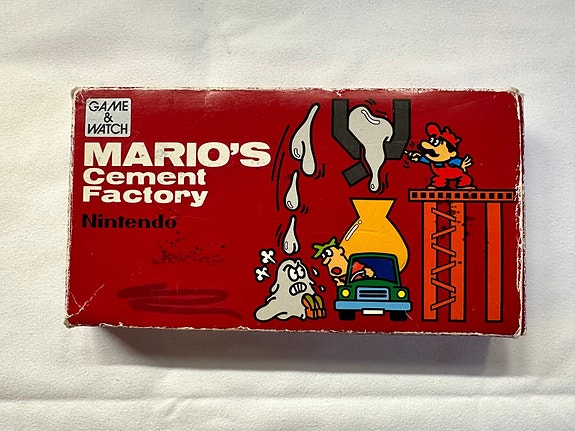 GAME
&
WATCH
MARIO'S
Cement
Factory
Nintendo